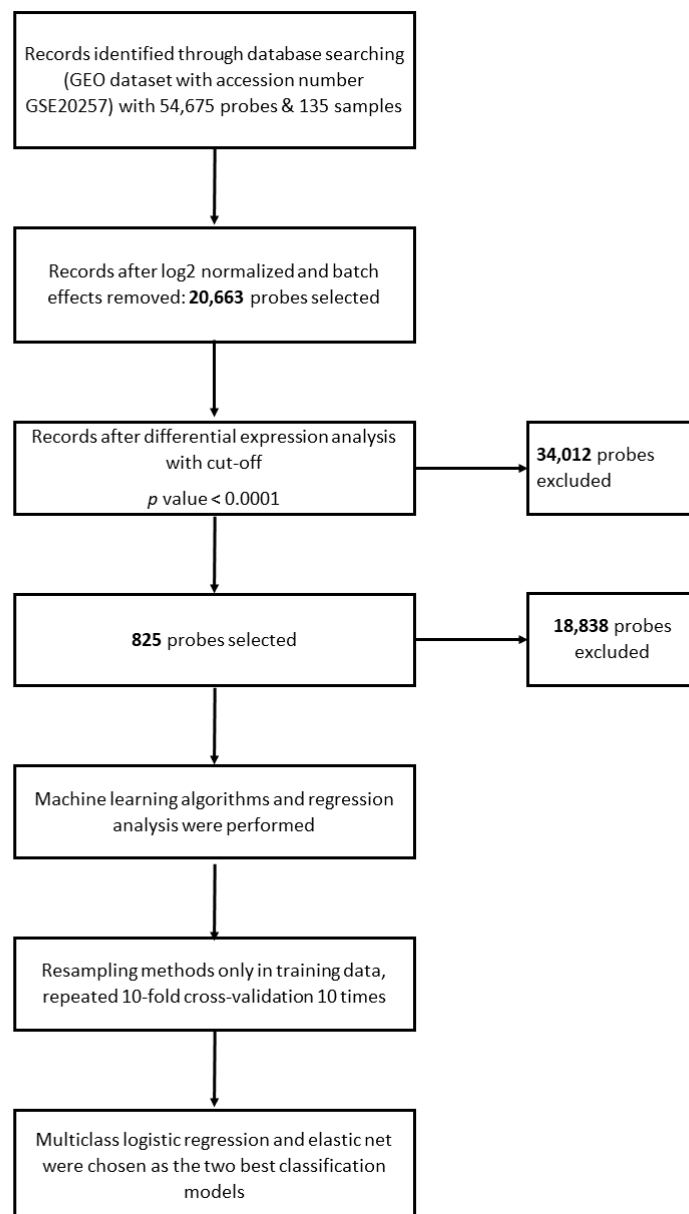 Records identified through database searching
(GEO dataset with accession number
GSE20257) with 54,675 probes & 135 samples
Records after log2 normalized and batch
effects removed: 20,663 probes selected
Records after differential expression analysis
with cut-off
p value < 0.0001
34,012 probes
excluded
825 probes selected
18,838 probes
excluded
Machine learning algorithms and regression
analysis were performed
Resampling methods only in training data,
repeated 10-fold cross-validation 10 times
Multiclass logistic regression and elastic net
were chosen as the two best classification
models